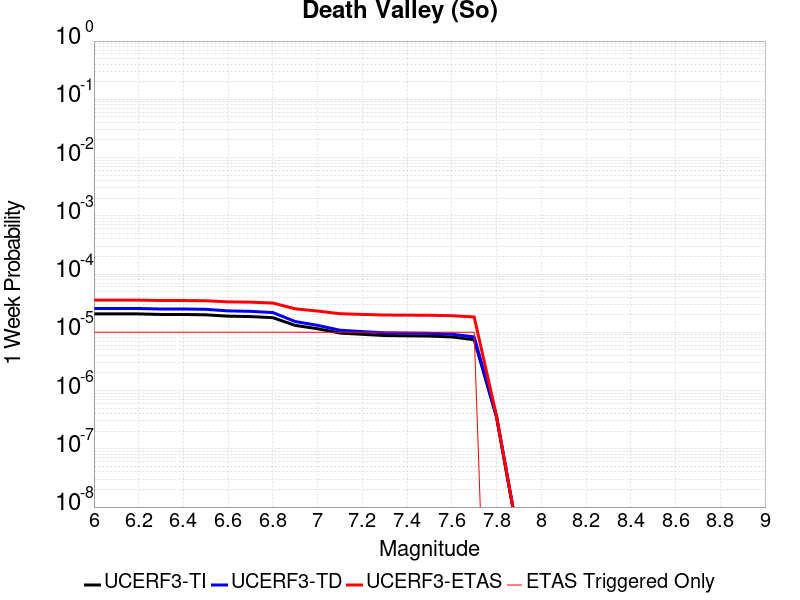 Death Valley (So)
1 Week Probability
10^0
10^-1
10^-2
10^-3
10^-4
10^-5
10^-6
10^-7
10^-8
6 6.2 6.4 6.6 6.8 7 7.2 7.4 7.6 7.8 8 8.2 8.4 8.6 8.8 9
Magnitude
UCERF3-TI UCERF3-TD UCERF3-ETAS ETAS Triggered Only